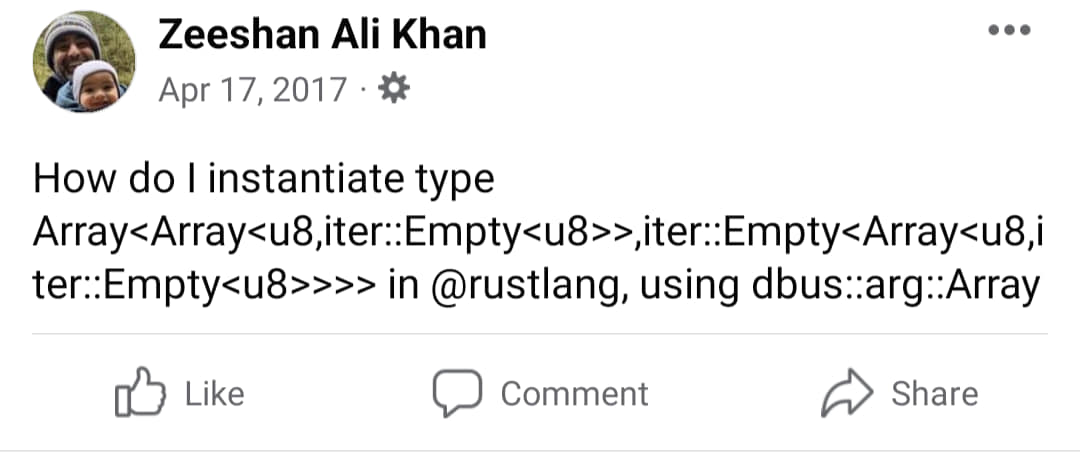 Zeeshan Ali Khan
Apr 17, 2017 ·
How do I instantiate type
Array<Array<u8,iter::Empty<u8>>,iter::Empty<Array<u8,i
ter::Empty<u8>>>> in @rustlang, using dbus::arg::Array
Like Comment Share